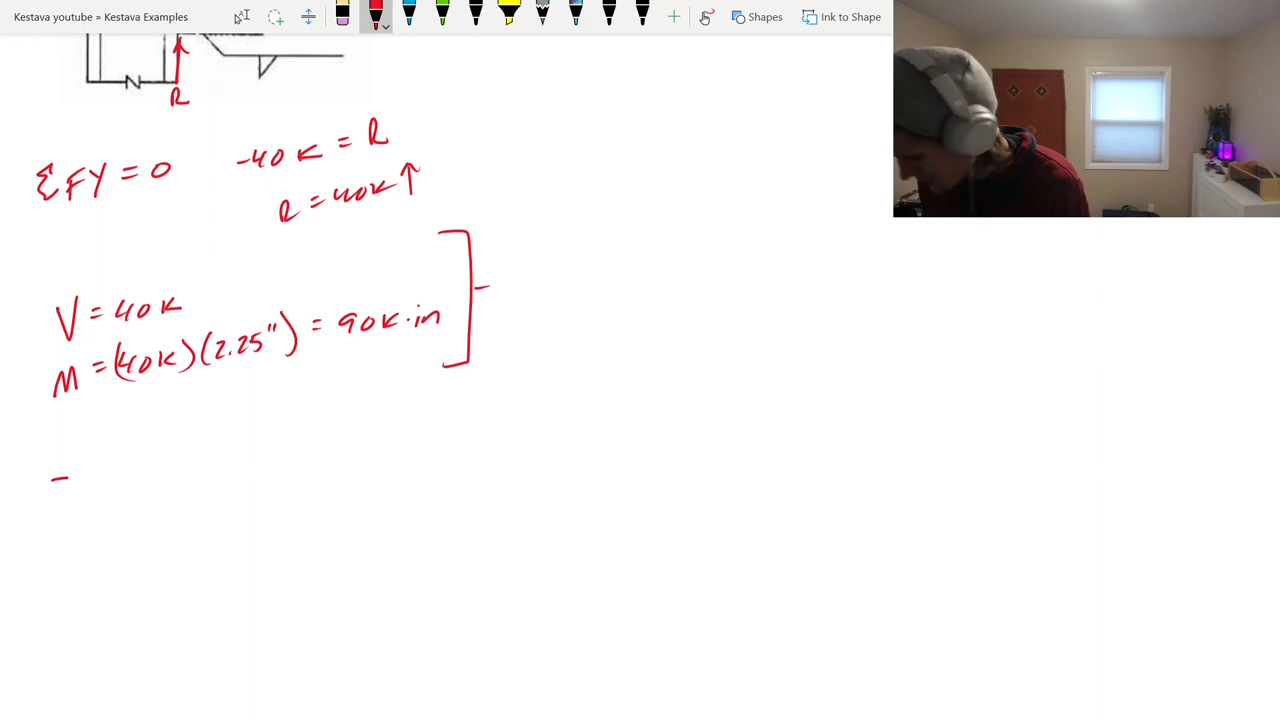 Kestava youtube » Kestava Examples
Shapes
Ink to Shape
R
ΣFY = 0
-40K = R
R = 40K ↑
V = 40K
M = (40K)(2.25") = 90K·in